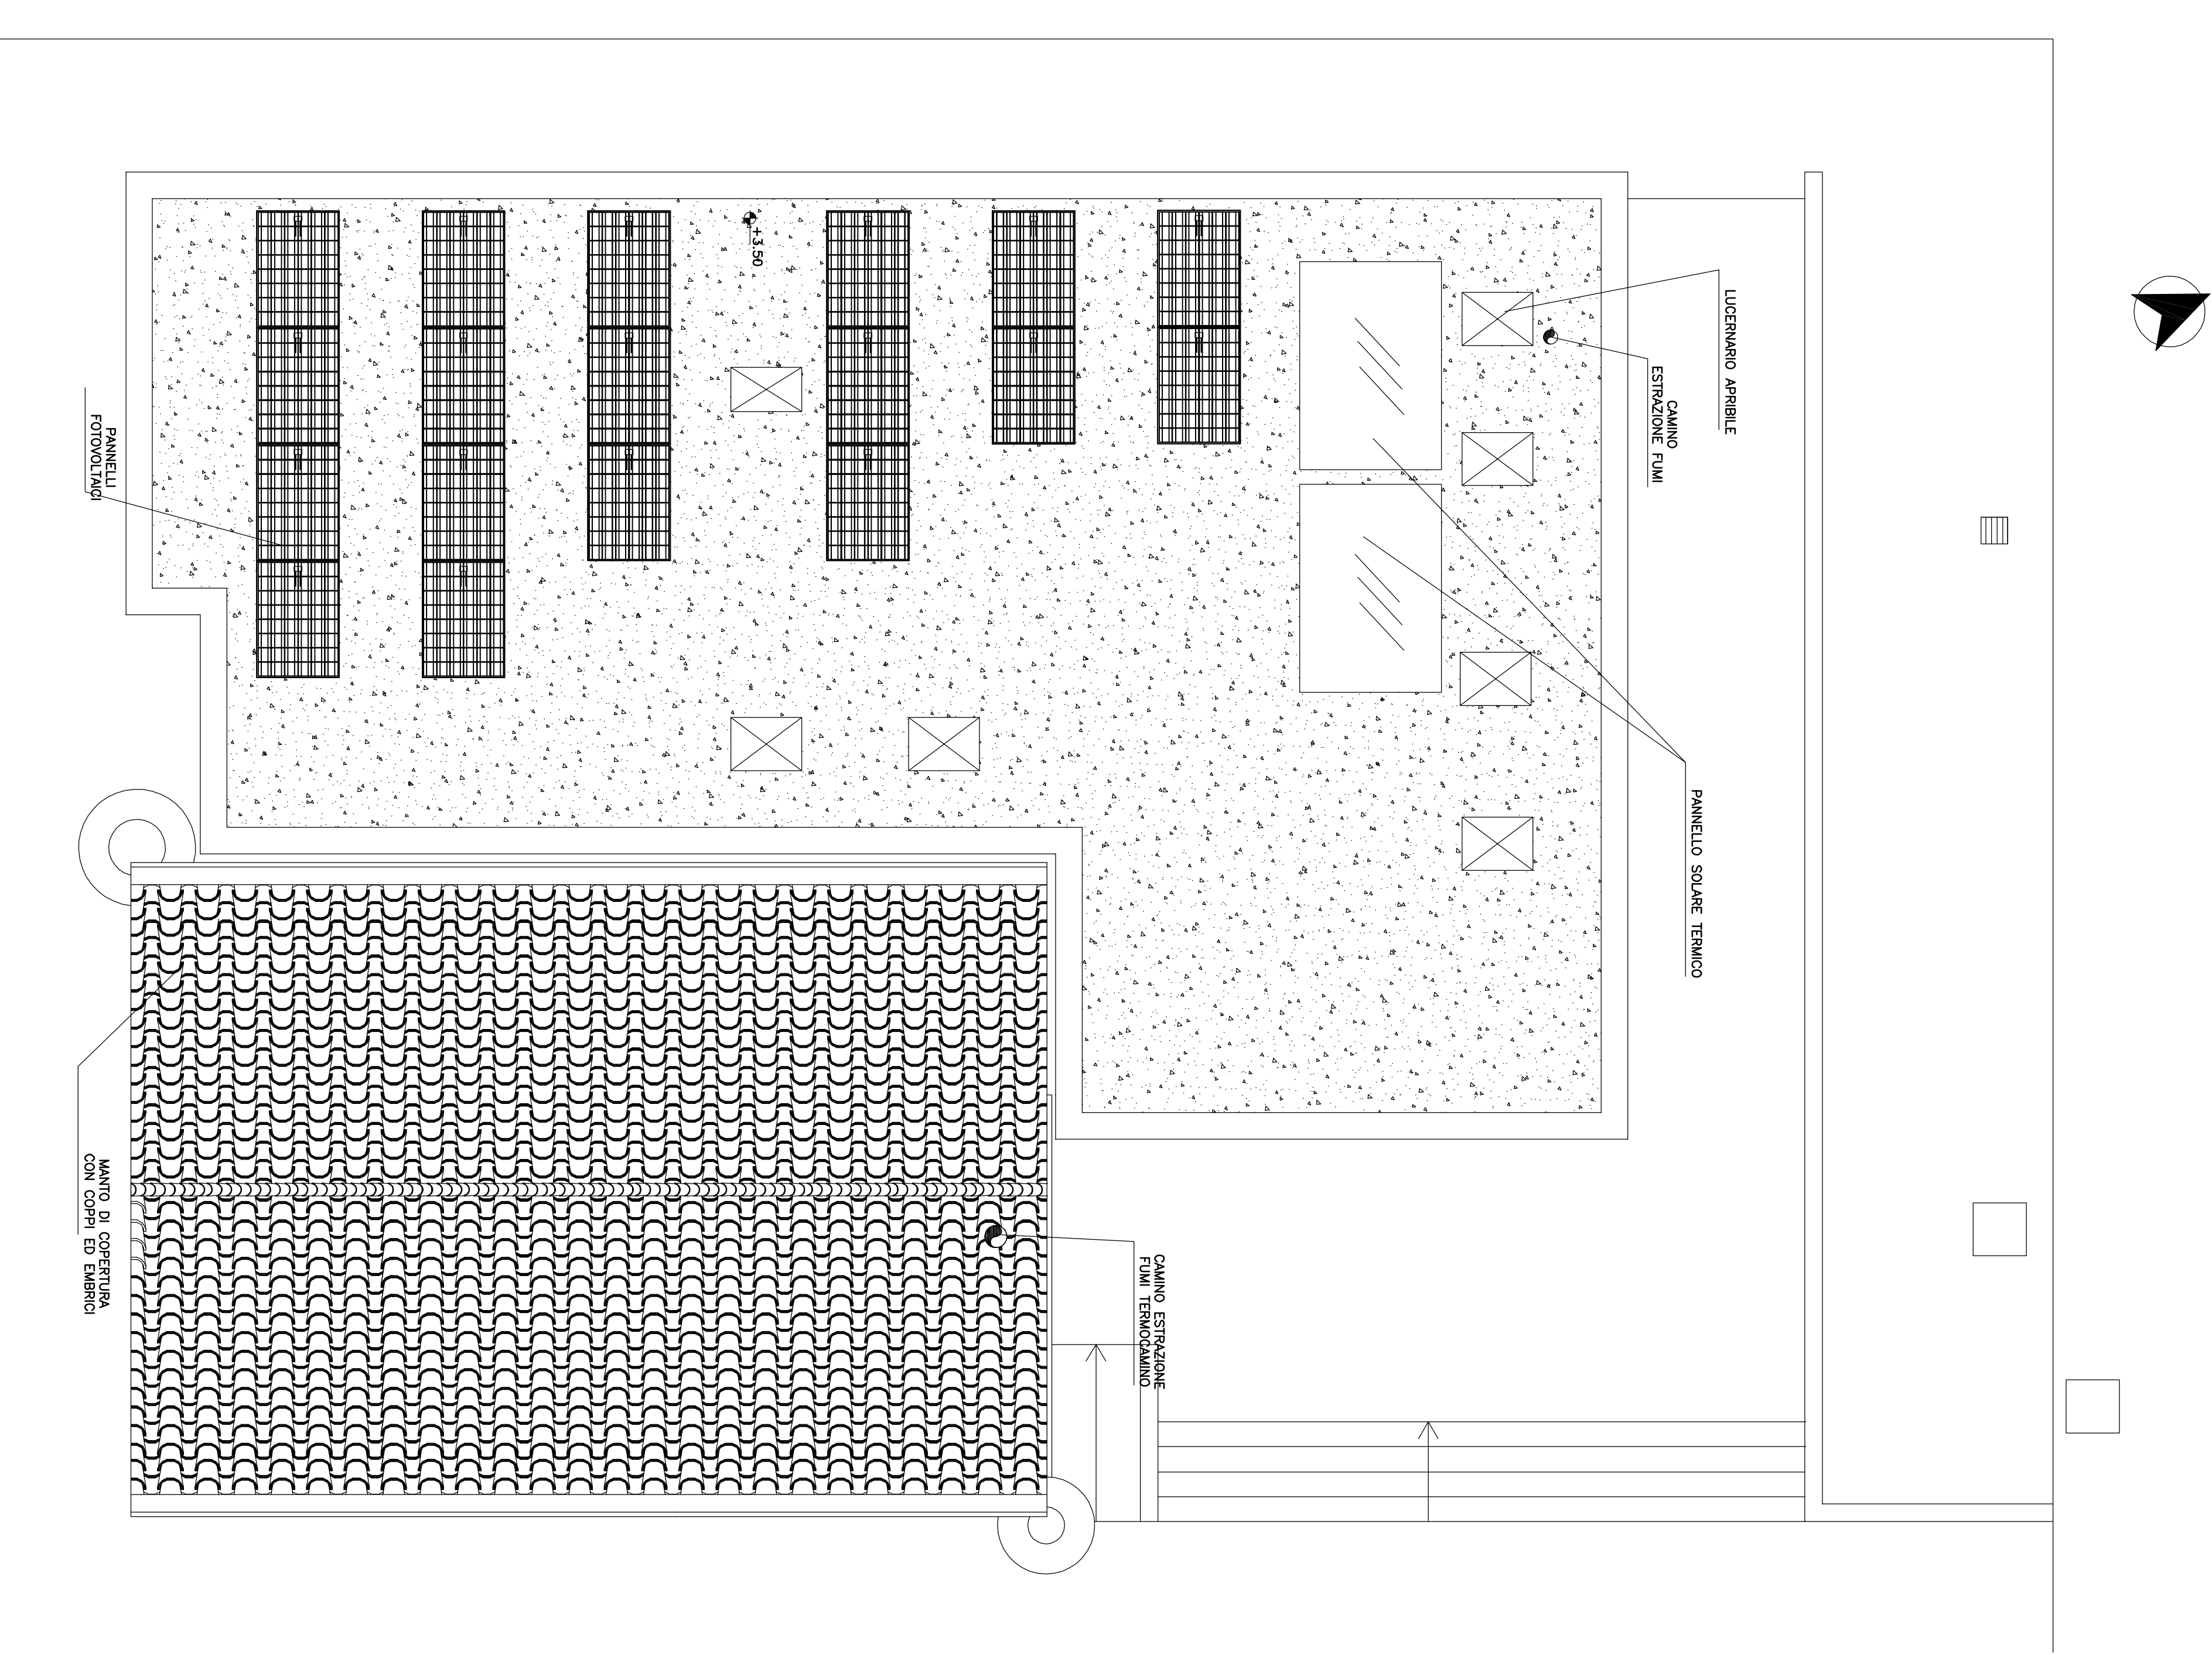 LUCERNARIO APRIBILE
CAMINO
ESTRAZIONE FUMI
+3.50
PANNELLI
FOTOVOLTAICI
PANNELLO SOLARE TERMICO
CAMINO ESTRAZIONE
FUMI TERMOCAMINO
MANTO DI COPERTURA
CON COPPI ED EMBRICI